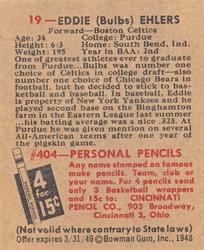 19 — EDDIE (Bulbs) EHLERS
Forward—Boston Celtics
Age: 24 College: Purdue
Height: 6:3 Home: South Bend, Ind.
Weight: 195 Year in BAA: 2nd
One of greatest athletes ever to graduate
from Purdue. Bulbs was number one
choice of Celtics in college draft—also
number one choice of Chicago Bears in
football, but he decided to stick to bas-
ketball and baseball. In baseball, Eddie
is property of New York Yankees and he
played second base on the Binghamton
farm in the Eastern League last summer
—his batting average was a nice .333. At
Purdue he was given mention on several
All-American teams after one year of
the pigskin game.
#404—PERSONAL PENCILS
Any name stamped on famous
make pencils. Team, club or
your own name. Order here.
For 4 pencils send
only 3 Basketball wrappers
and 15c to: CINCINNATI
PENCIL CO., 903 Broadway,
Cincinnati 2, Ohio
4
for
15¢
(Not valid where contrary to State laws)
Offer expires 3/31/49 ©Bowman Gum, Inc., 1948